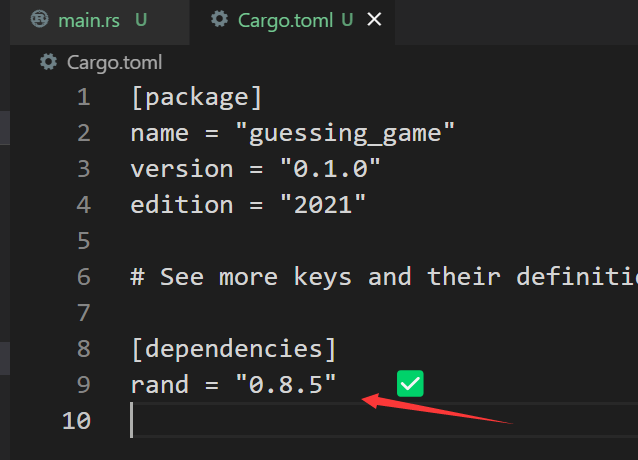 main.rs U Cargo.toml U
Cargo.toml
1 [package]
2 name = "guessing_game"
3 version = "0.1.0"
4 edition = "2021"
5
6 # See more keys and their
7
8 [dependencies]
9 rand = "0.8.5"
10